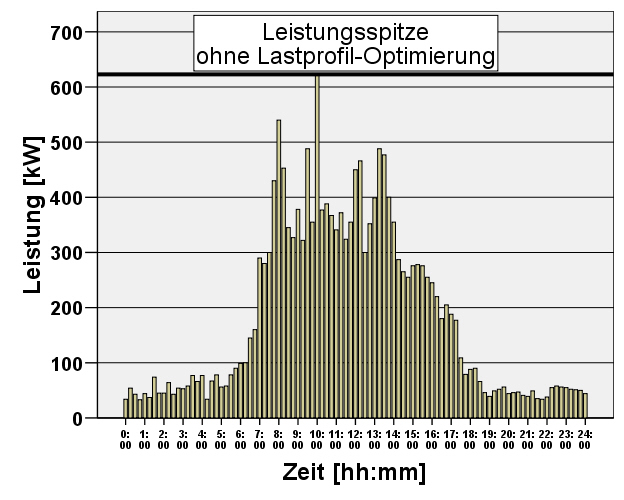 Leistungsspitze
ohne Lastprofil-Optimierung
Leistung [kW]
700
600
500
400
300
200
100
0
0: 1: 2: 3: 4: 5: 6: 7: 8: 9: 10: 11: 12: 13: 14: 15: 16: 17: 18: 19: 20: 21: 22: 23: 24:
00 00 00 00 00 00 00 00 00 00 00 00 00 00 00 00 00 00 00 00 00 00 00 00 00
Zeit [hh:mm]